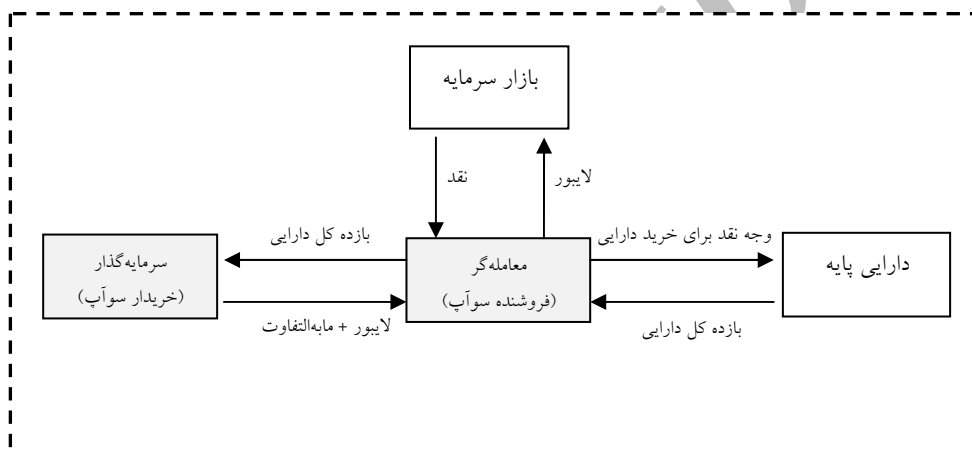 بازار سرمایه
نقد
لایبور
بازده کل دارایی
وجه نقد برای خرید دارایی
سرمایه‌گذار
(خریدار سوآپ)
معامله‌گر
(فروشنده سوآپ)
دارایی پایه
لایبور + مابه‌التفاوت
بازده کل دارایی